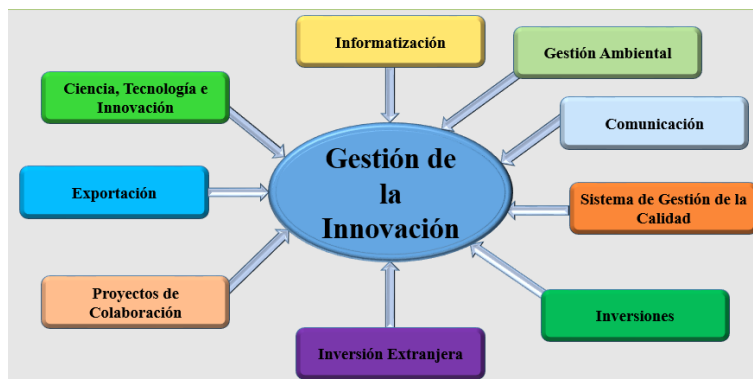 Informatización
Gestión Ambiental
Ciencia, Tecnología e
Innovación
Comunicación
Gestión de
la
Innovación
Exportación
Sistema de Gestión de la
Calidad
Proyectos de
Colaboración
Inversiones
Inversión Extranjera